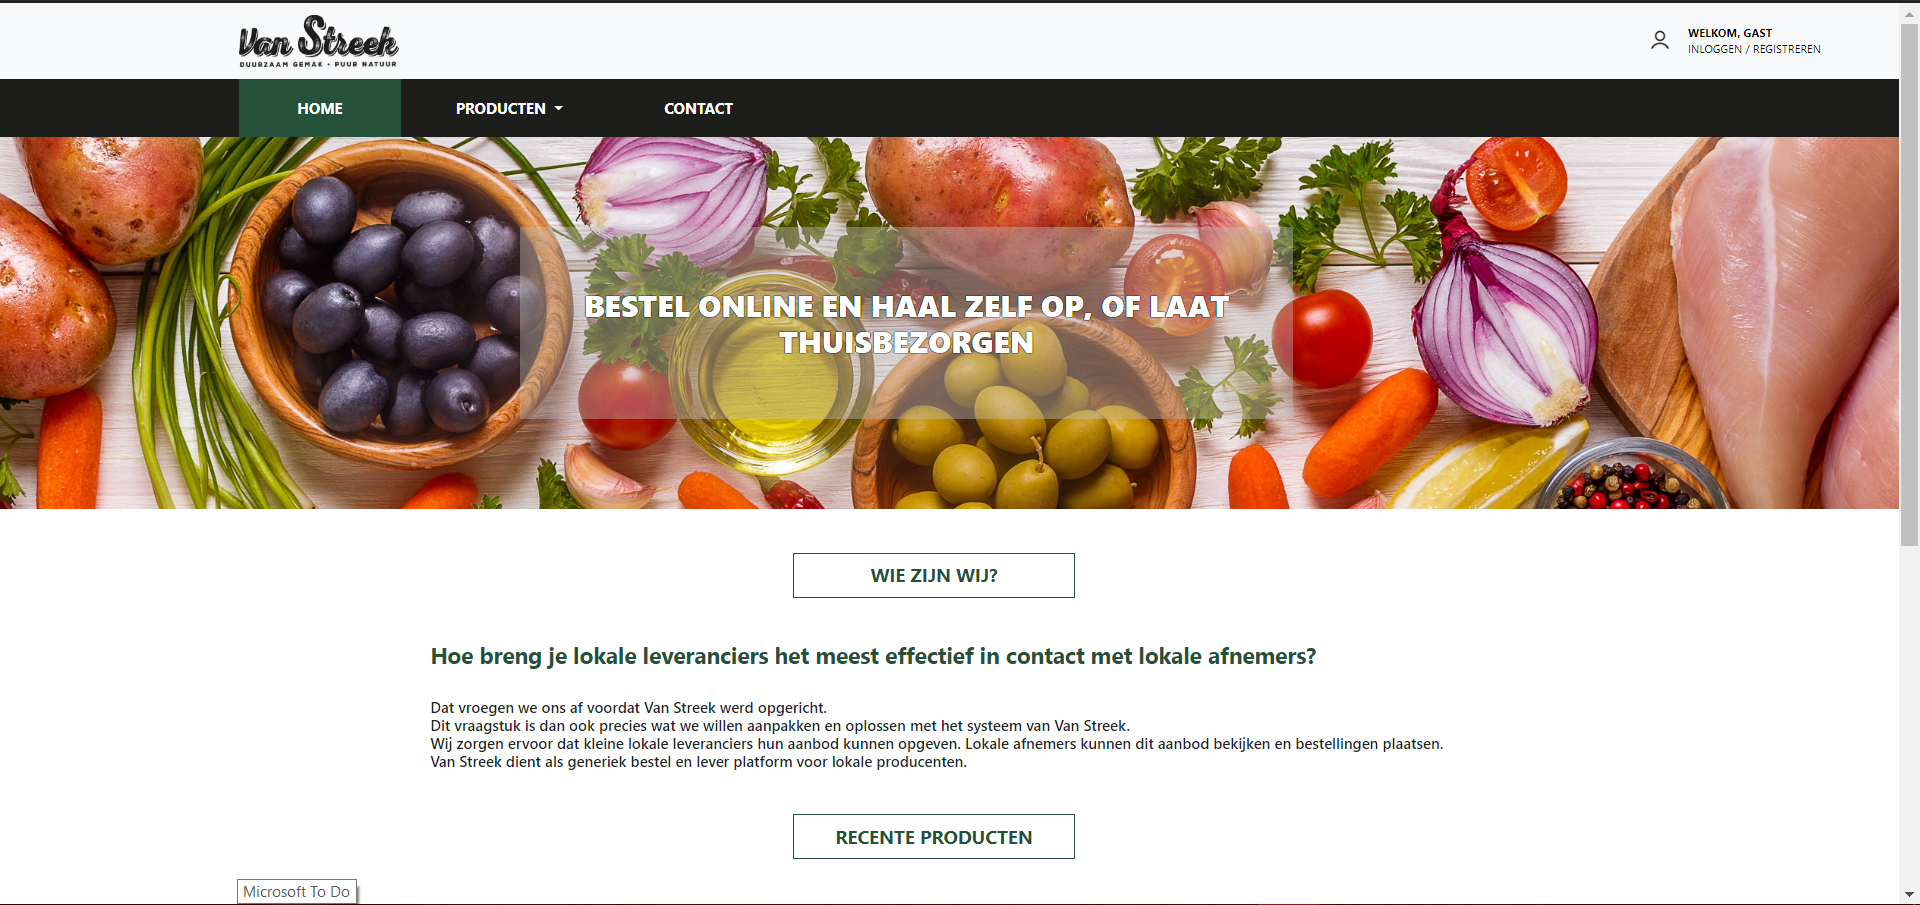 Van Streek
DUURZAAM GEMAK • PUUR NATUUR
WELKOM, GAST
INLOGGEN / REGISTREREN
HOME
PRODUCTEN
CONTACT
BESTEL ONLINE EN HAAL ZELF OP, OF LAAT
THUISBEZORGEN
WIE ZIJN WIJ?
Hoe breng je lokale leveranciers het meest effectief in contact met lokale afnemers?
Dat vroegen we ons af voordat Van Streek werd opgericht.
Dit vraagstuk is dan ook precies wat we willen aanpakken en oplossen met het systeem van Van Streek.
Wij zorgen ervoor dat kleine lokale leveranciers hun aanbod kunnen opgeven. Lokale afnemers kunnen dit aanbod bekijken en bestellingen plaatsen.
Van Streek dient als generiek bestel en lever platform voor lokale producenten.
RECENTE PRODUCTEN
Microsoft To Do